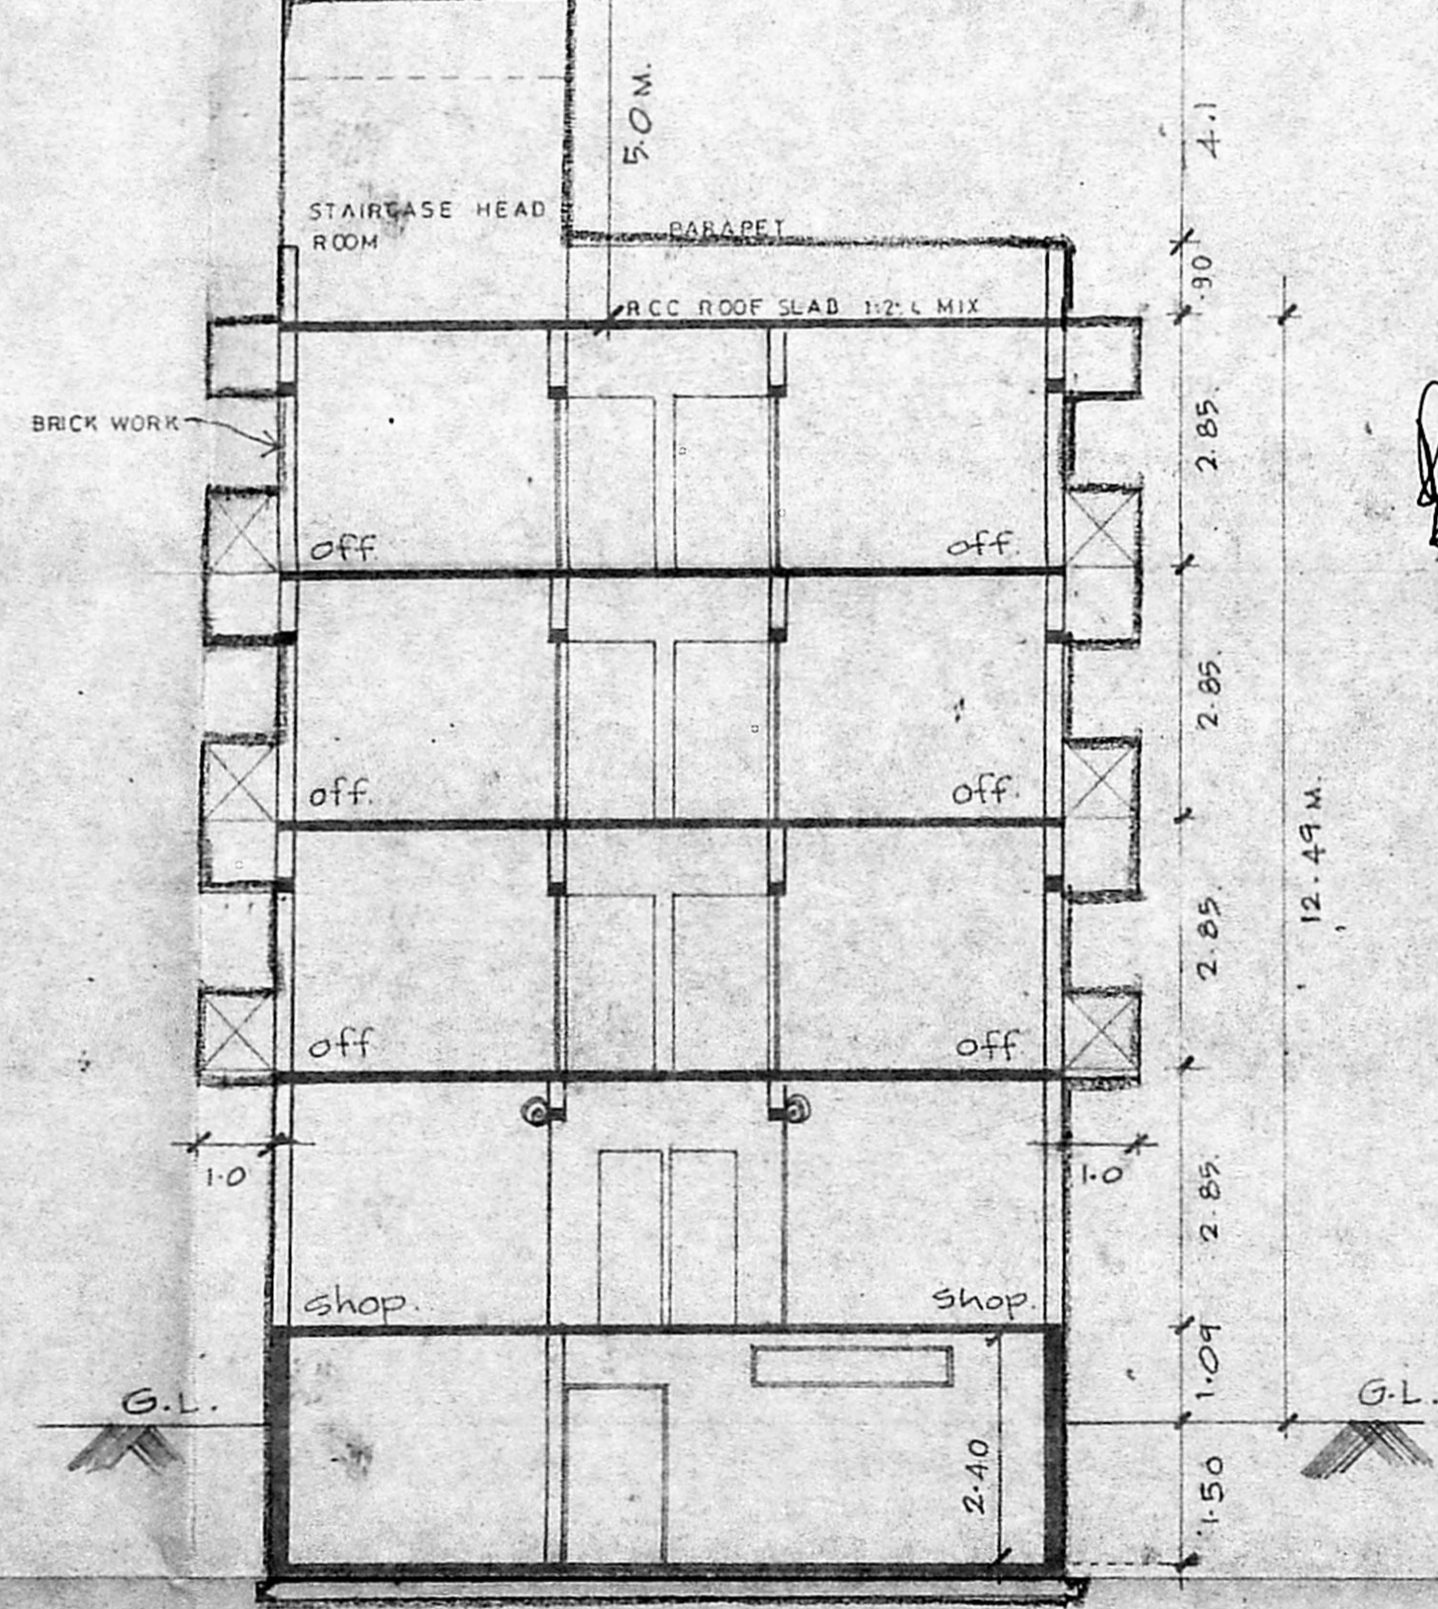 5.0 M.
4.1
STAIRCASE HEAD
ROOM
PARAPET
.90
RCC ROOF SLAB 1:2:4 MIX
BRICK WORK
2.85.
off.
off.
2.85.
off.
off.
12.49 M.
2.85.
off
off.
1.0
1.0
2.85.
shop.
shop.
1.09
G.L.
G.L.
2.40
1.50